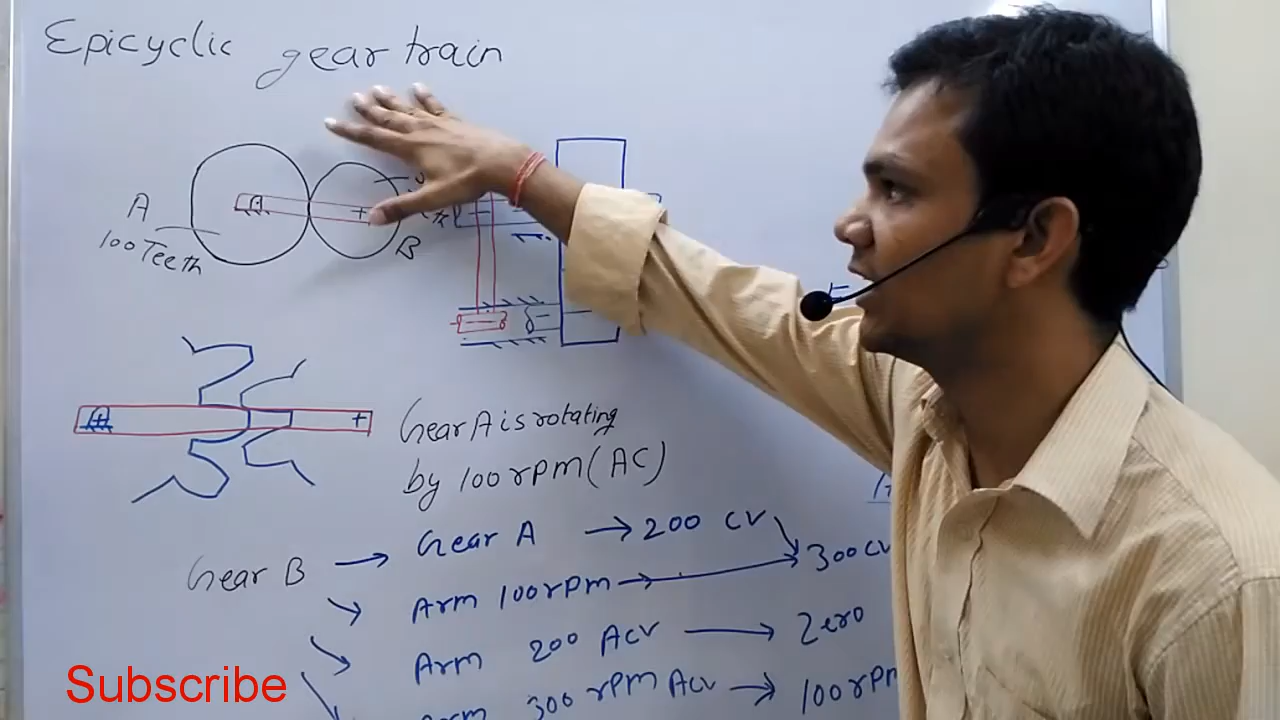 Epicyclic gear train
A
100 Teeth
B
Gear A is rotating
by 100 rpm (AC)
Gear B → Gear A → 200 CW
300 CW
Arm 100 rpm →
Arm 200 ACW → Zero
Arm 300 rpm ACW → 100 rpm
Subscribe